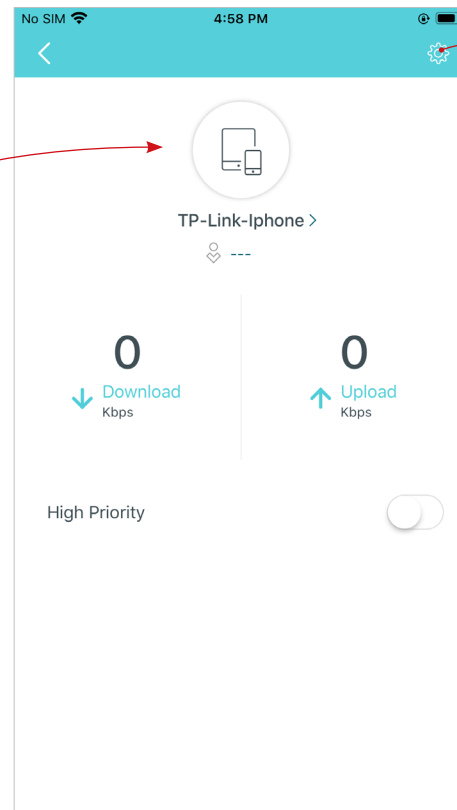 No SIM 4:58 PM
TP-Link-Iphone >
---
0 0
Download Upload
Kbps Kbps
High Priority